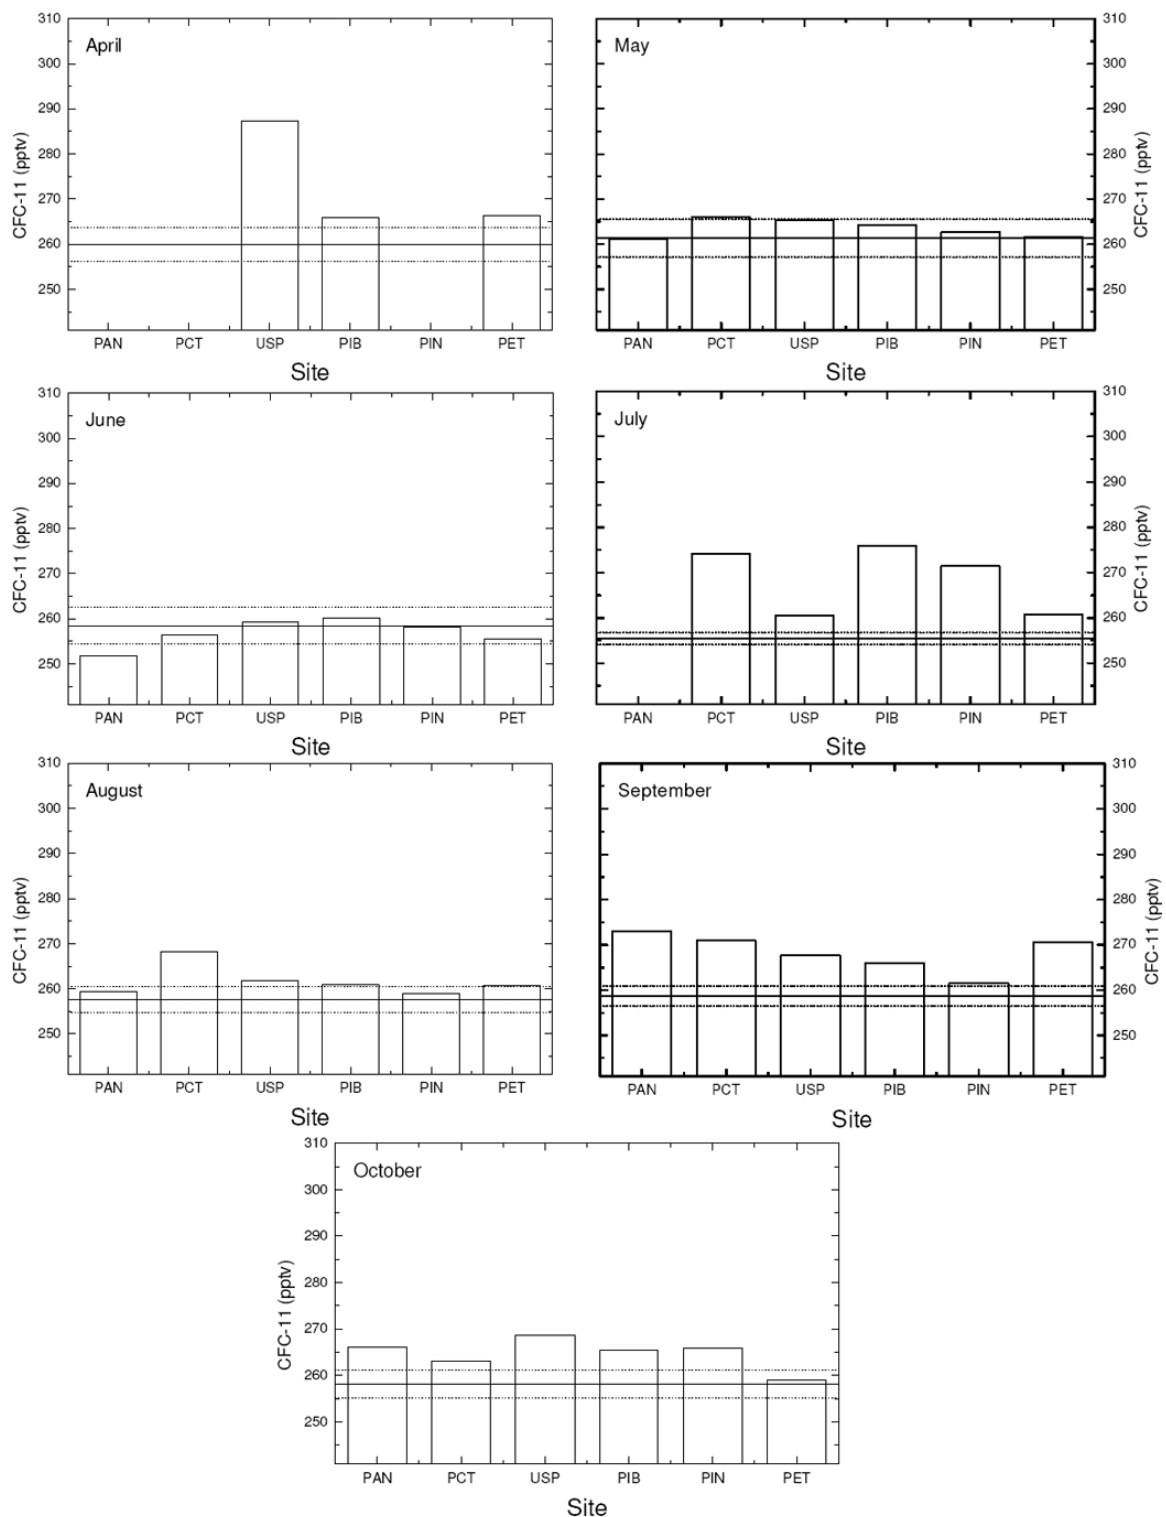 April
310
300
290
280
270
260
250
CFC-11 (pptv)
PAN PCT USP PIB PIN PET
Site
May
310
300
290
280
270
260
250
CFC-11 (pptv)
PAN PCT USP PIB PIN PET
Site
June
310
300
290
280
270
260
250
CFC-11 (pptv)
PAN PCT USP PIB PIN PET
Site
July
310
300
290
280
270
260
250
CFC-11 (pptv)
PAN PCT USP PIB PIN PET
Site
August
310
300
290
280
270
260
250
CFC-11 (pptv)
PAN PCT USP PIB PIN PET
Site
September
310
300
290
280
270
260
250
CFC-11 (pptv)
PAN PCT USP PIB PIN PET
Site
October
310
300
290
280
270
260
250
CFC-11 (pptv)
PAN PCT USP PIB PIN PET
Site